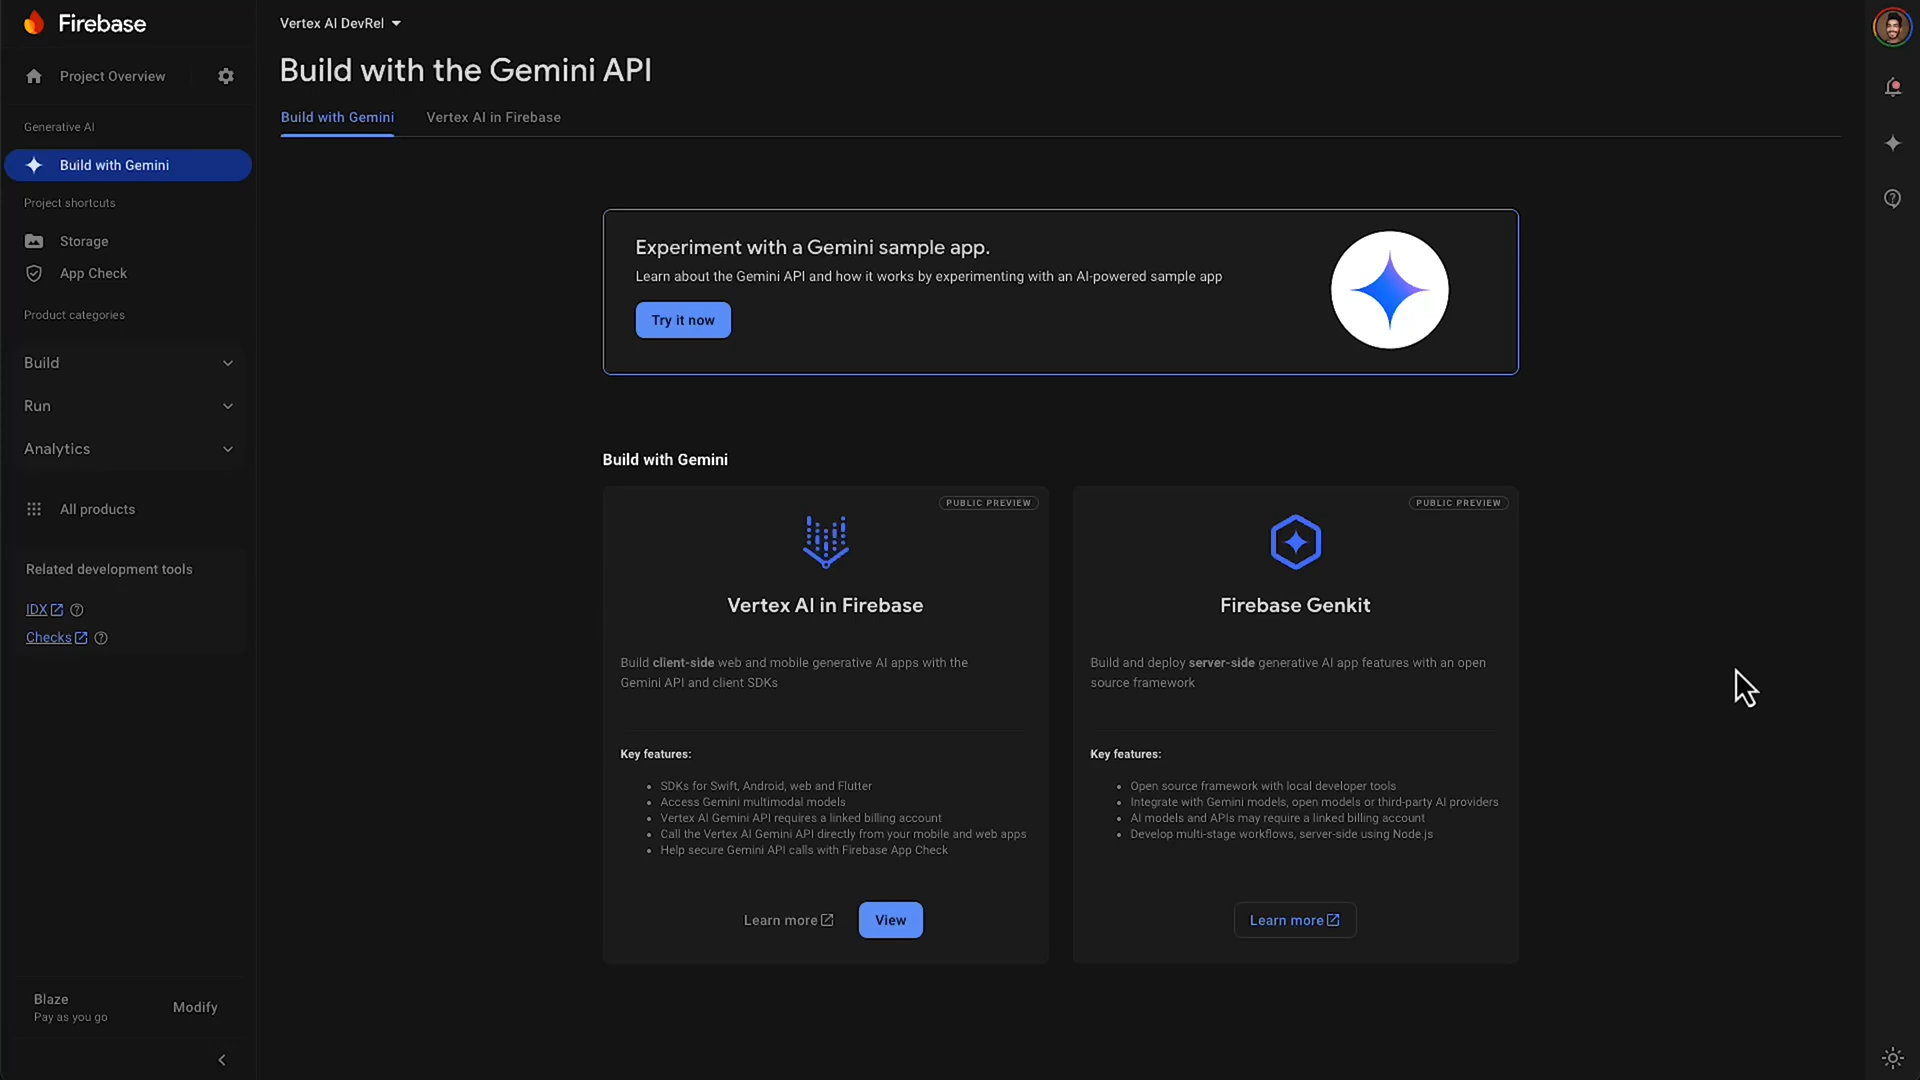 Firebase
Project Overview
Generative AI
Build with Gemini
Project shortcuts
Storage
App Check
Product categories
Build
Run
Analytics
All products
Related development tools
IDX
Checks
Blaze
Pay as you go
Modify
Vertex AI DevRel
Build with the Gemini API
Build with Gemini
Vertex AI in Firebase
Experiment with a Gemini sample app.
Learn about the Gemini API and how it works by experimenting with an AI-powered sample app
Try it now
Build with Gemini
PUBLIC PREVIEW
Vertex AI in Firebase
Build client-side web and mobile generative AI apps with the
Gemini API and client SDKs
Key features:
• SDKs for Swift, Android, web and Flutter
• Access Gemini multimodal models
• Vertex AI Gemini API requires a linked billing account
• Call the Vertex AI Gemini API directly from your mobile and web apps
• Help secure Gemini API calls with Firebase App Check
Learn more
View
PUBLIC PREVIEW
Firebase Genkit
Build and deploy server-side generative AI app features with an open
source framework
Key features:
• Open source framework with local developer tools
• Integrate with Gemini models, open models or third-party AI providers
• AI models and APIs may require a linked billing account
• Develop multi-stage workflows, server-side using Node.js
Learn more